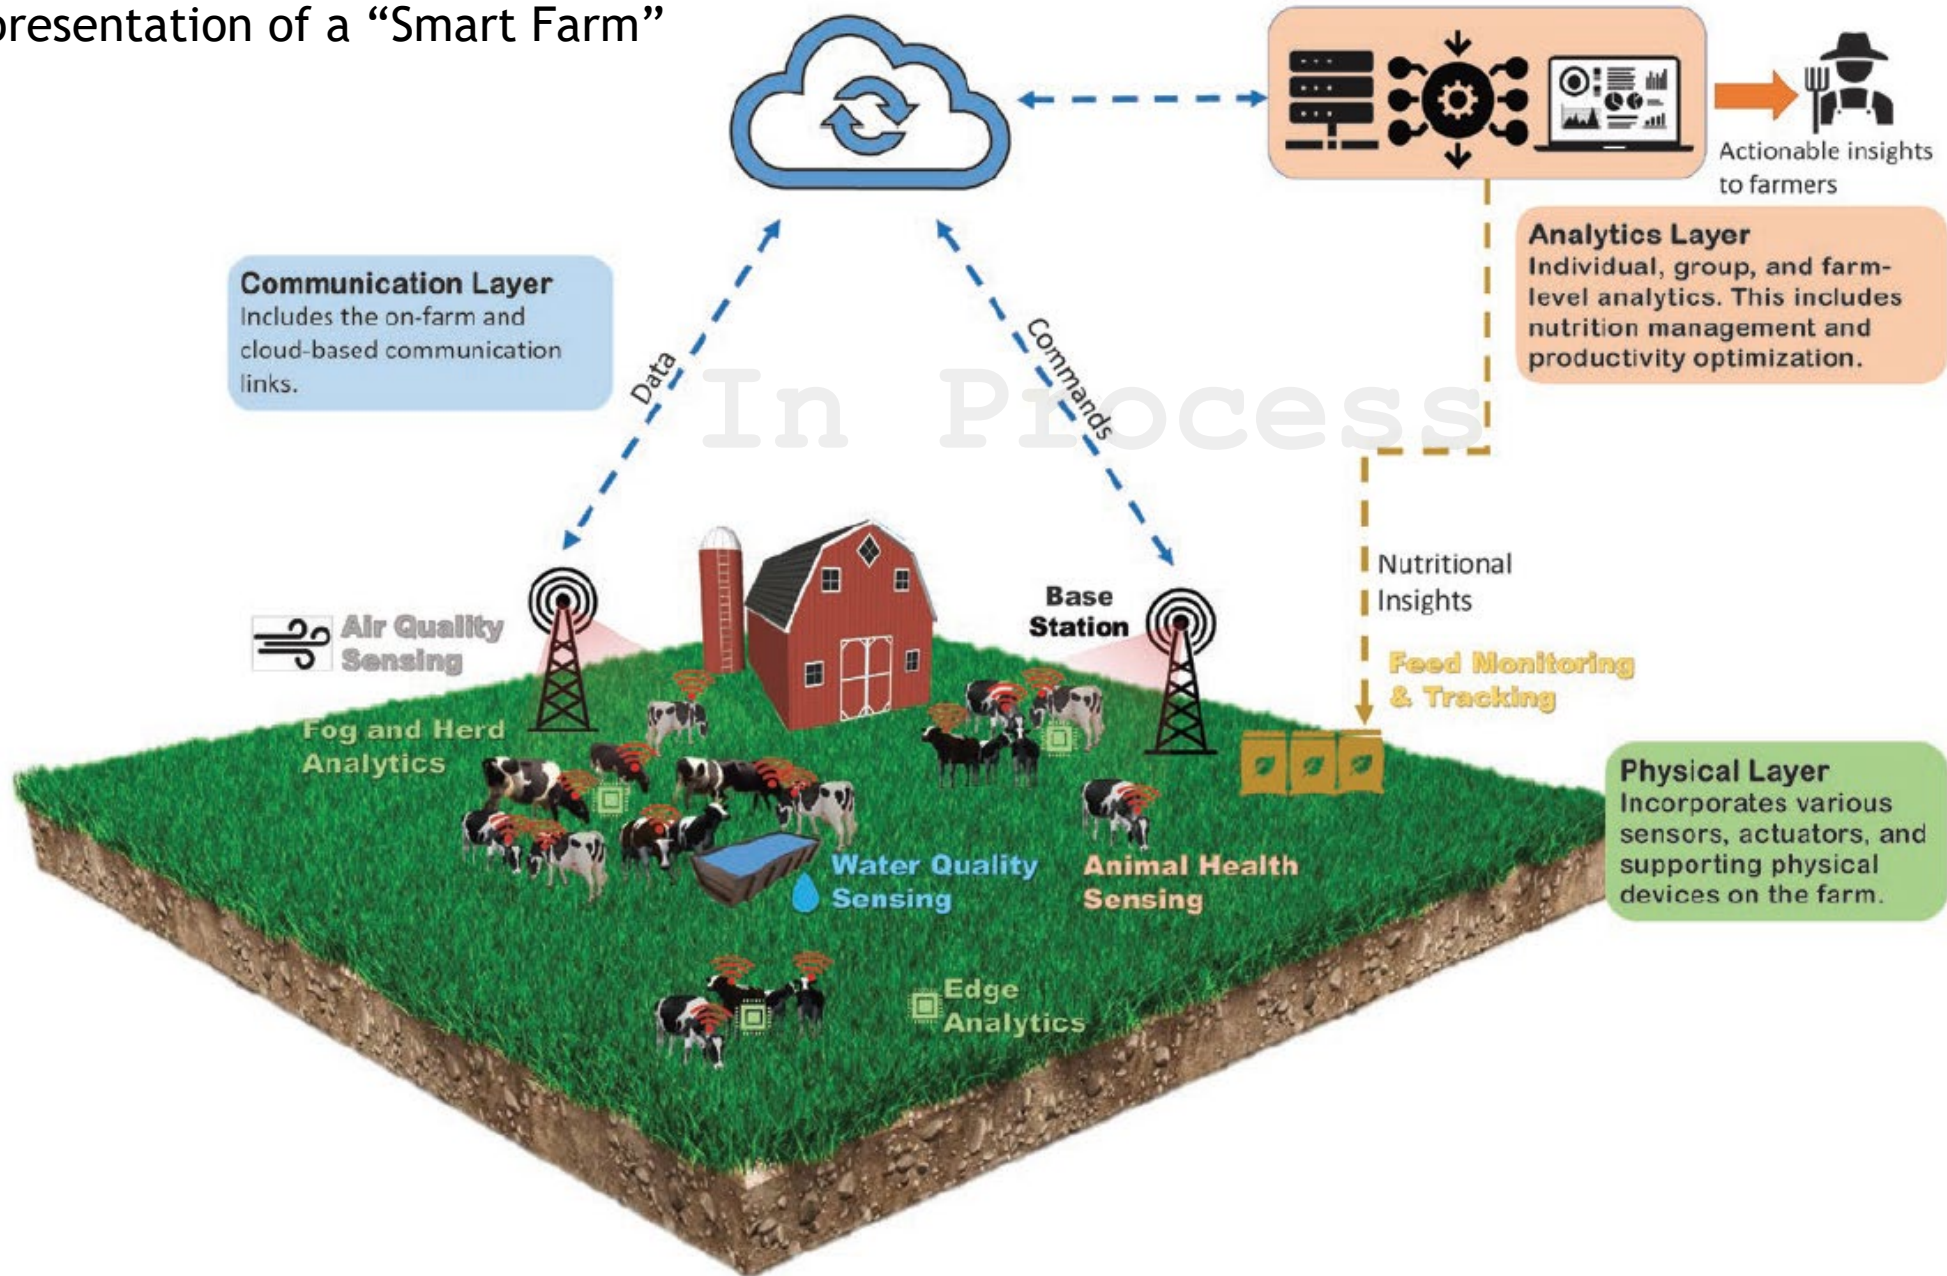 presentation of a “Smart Farm”
Actionable insights
to farmers
Communication Layer
Includes the on-farm and
cloud-based communication
links.
Analytics Layer
Individual, group, and farm-
level analytics. This includes
nutrition management and
productivity optimization.
Data
Commands
In Process
Nutritional
Insights
Base
Station
Air Quality
Sensing
Feed Monitoring
& Tracking
Fog and Herd
Analytics
Physical Layer
Incorporates various
sensors, actuators, and
supporting physical
devices on the farm.
Water Quality
Sensing
Animal Health
Sensing
Edge
Analytics